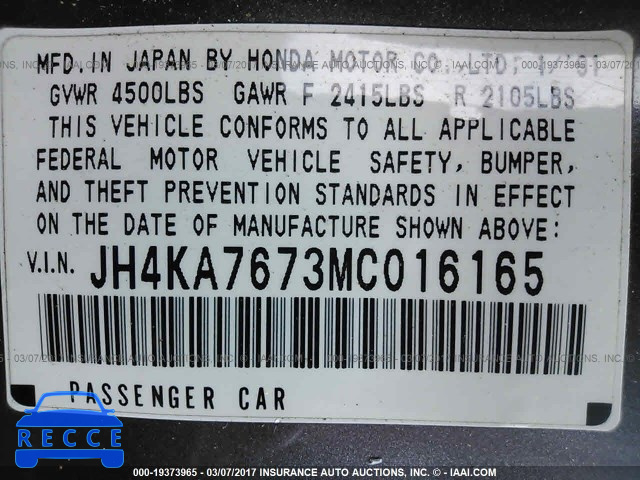 MFD. IN JAPAN BY HONDA MOTOR CO., LTD.
GVWR 4500LBS GAWR F 2415LBS R 2105LBS
THIS VEHICLE CONFORMS TO ALL APPLICABLE
FEDERAL MOTOR VEHICLE SAFETY, BUMPER,
AND THEFT PREVENTION STANDARDS IN EFFECT
ON THE DATE OF MANUFACTURE SHOWN ABOVE:
V.I.N. JH4KA7673MC016165
PASSENGER CAR
RECCE
000-19373965 - 03/07/2017 INSURANCE AUTO AUCTIONS, INC. © - IAAI.COM